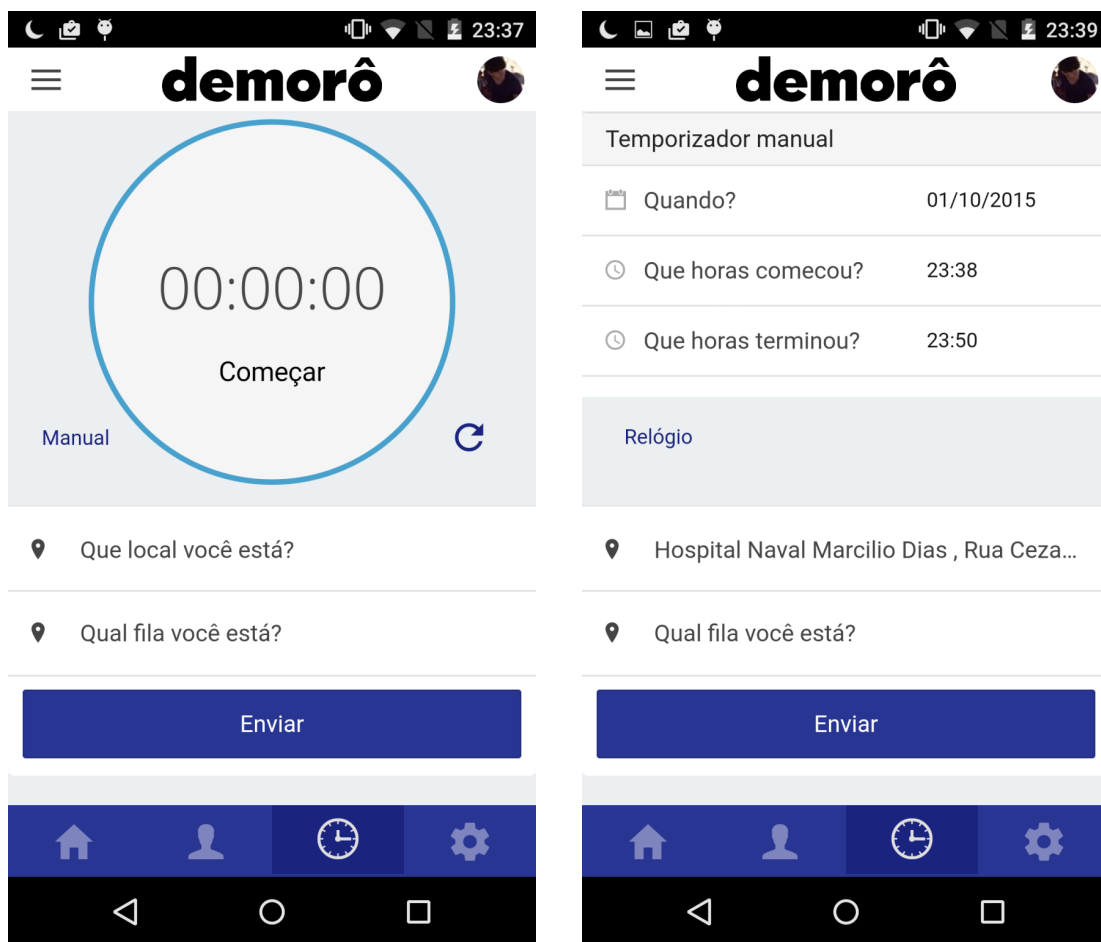 23:37
demorô
00:00:00
Começar
Manual
Que local você está?
Qual fila você está?
Enviar
23:39
demorô
Temporizador manual
Quando? 01/10/2015
Que horas comecou? 23:38
Que horas terminou? 23:50
Relógio
Hospital Naval Marcilio Dias , Rua Ceza...
Qual fila você está?
Enviar